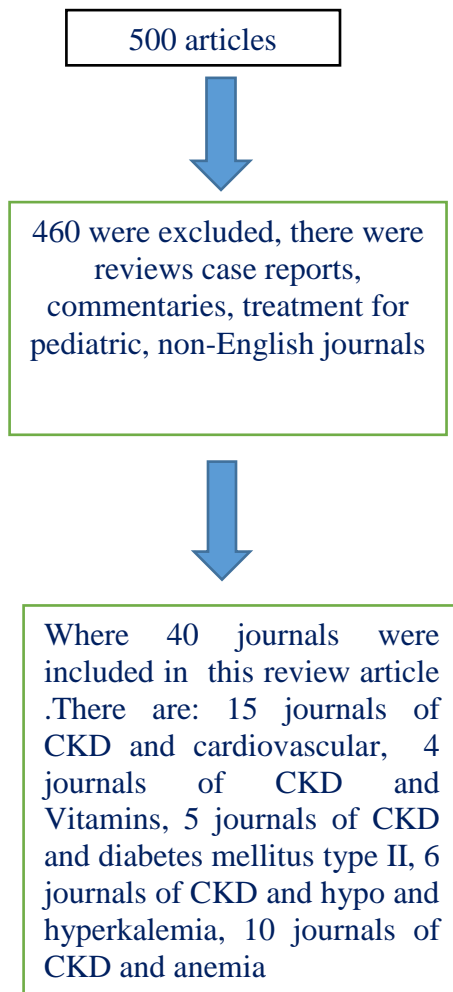 500 articles
460 were excluded, there were
reviews case reports,
commentaries, treatment for
pediatric, non-English journals
Where 40 journals were
included in this review article
.There are: 15 journals of
CKD and cardiovascular, 4
journals of CKD and
Vitamins, 5 journals of CKD
and diabetes mellitus type II, 6
journals of CKD and hypo and
hyperkalemia, 10 journals of
CKD and anemia